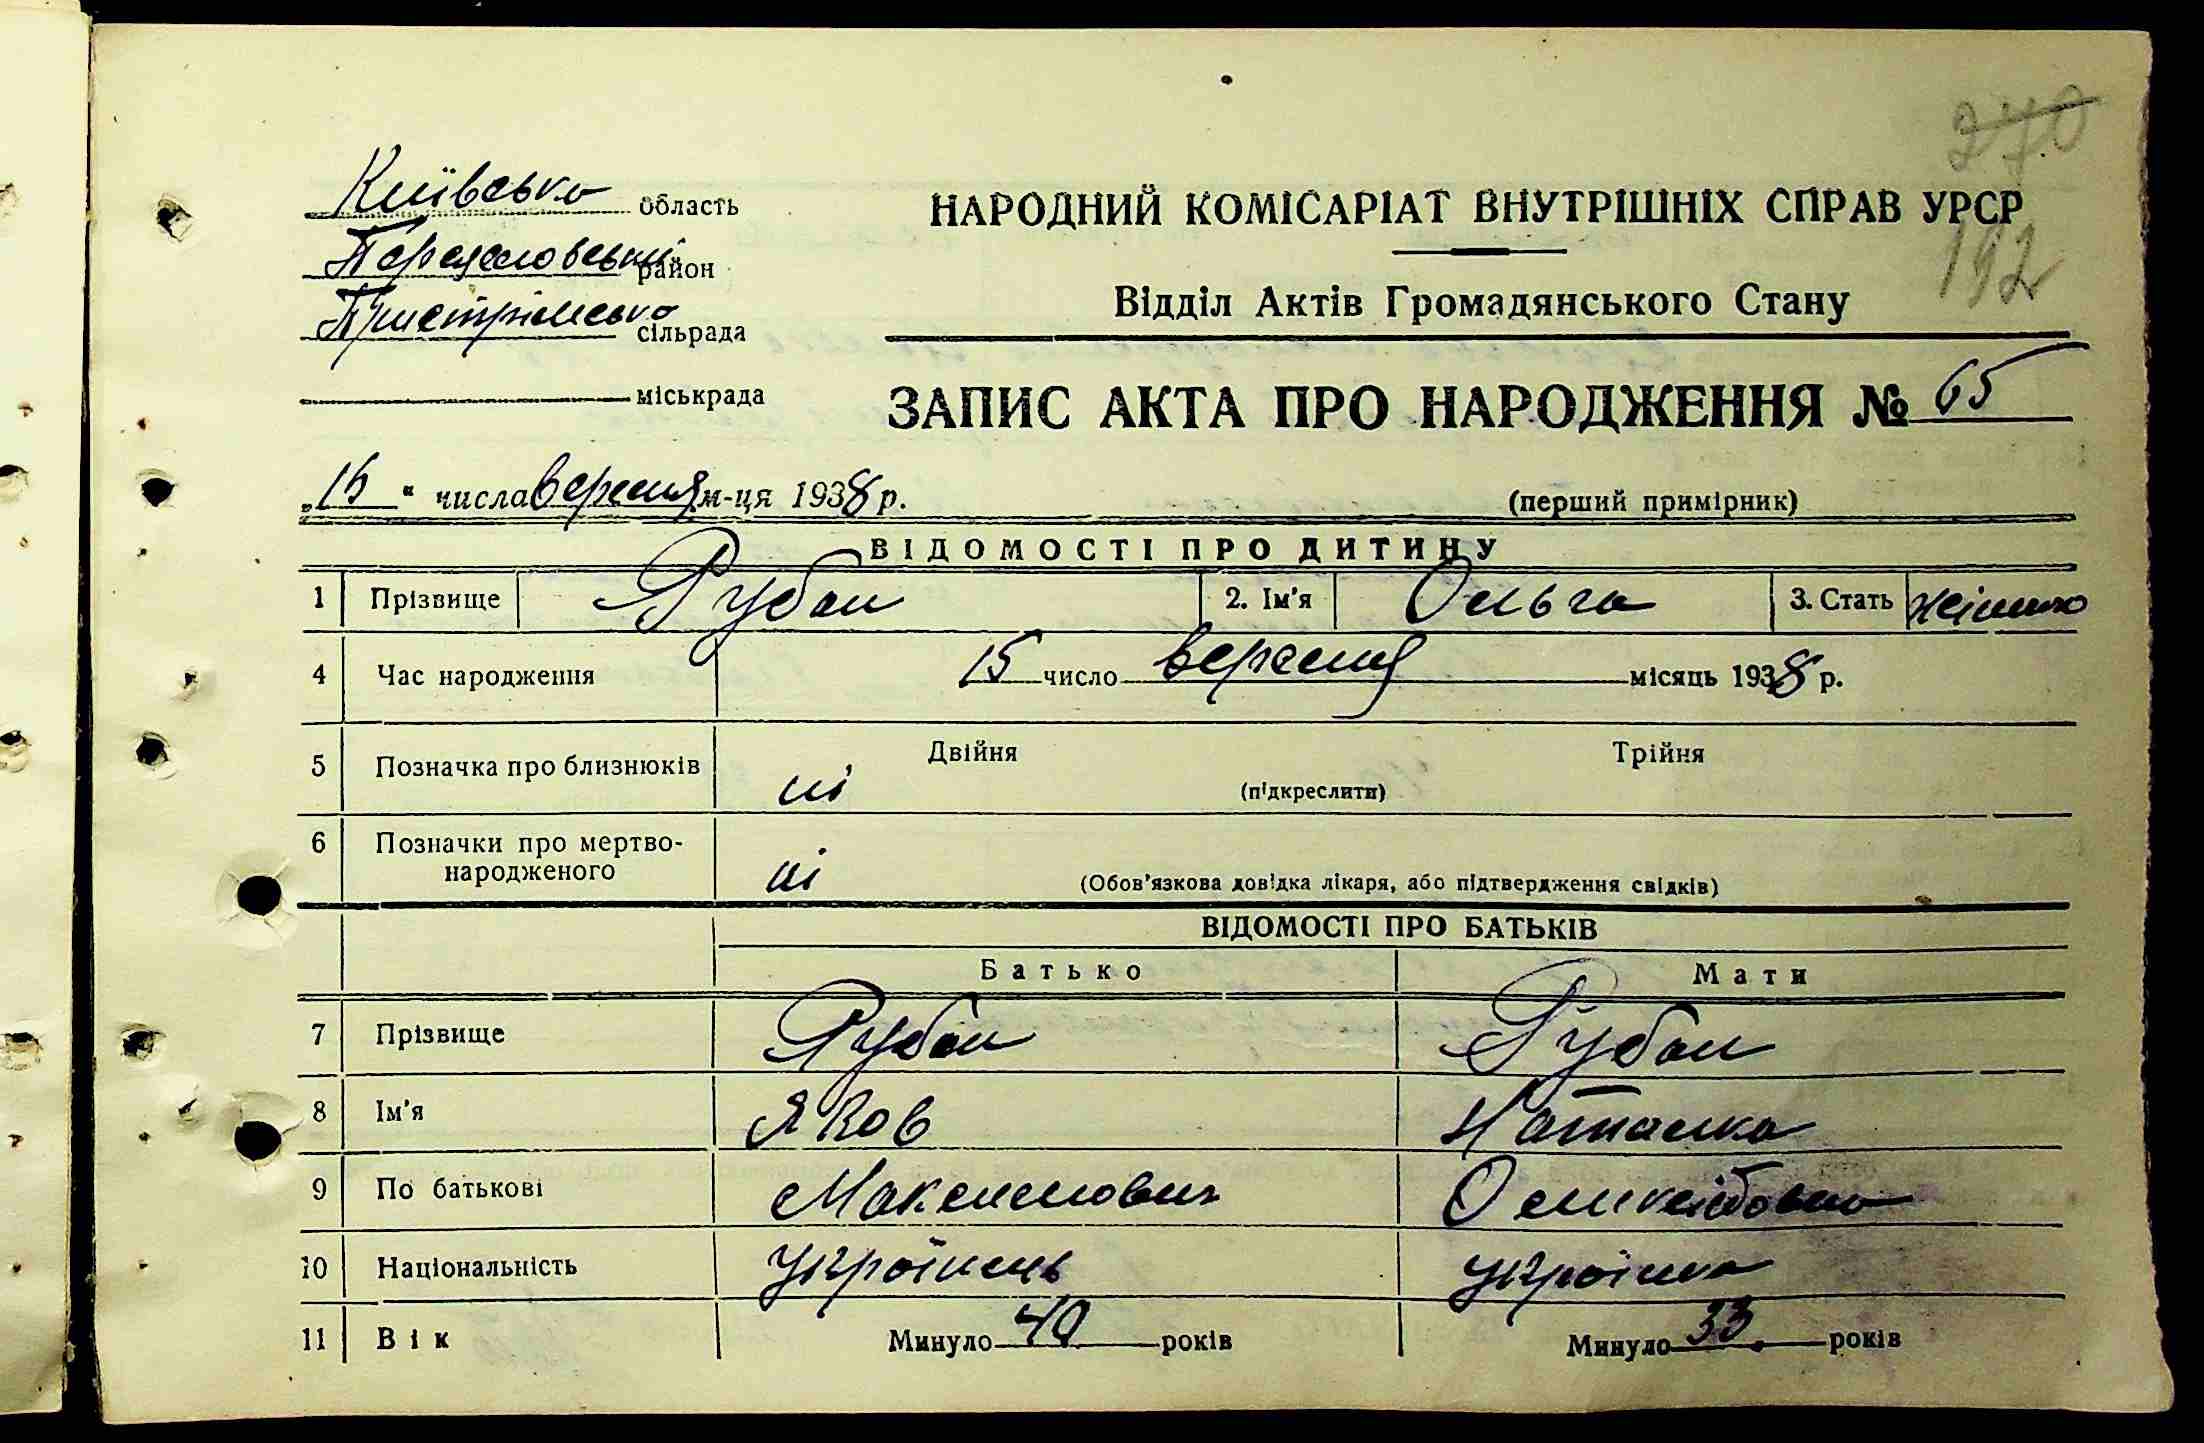 270
Київсько область
Переяславський район
192
Пристромсько сільрада
міськрада
НАРОДНИЙ КОМІСАРІАТ ВНУТРІШНІХ СПРАВ УРСР
Відділ Актів Громадянського Стану
ЗАПИС АКТА ПРО НАРОДЖЕННЯ № 65
"16" числа вересня м-ця 1938 р.
(перший примірник)
ВІДОМОСТІ ПРО ДИТИНУ
1 Прізвище Рубан 2. Ім'я Ольга 3. Стать жіноча
4 Час народження 15 число вересня місяць 1938 р.
5 Позначка про близнюків ні Двійня (підкреслити) Трійня
6 Позначки про мертво-
народженого ні (Обов'язкова довідка лікаря, або підтвердження свідків)
ВІДОМОСТІ ПРО БАТЬКІВ
Батько Мати
7 Прізвище Рубан Рубан
8 Ім'я Яков Наталка
9 По батькові Максимович
10 Національність Українець Українка
11 Вік Минуло 40 років Минуло 33 років